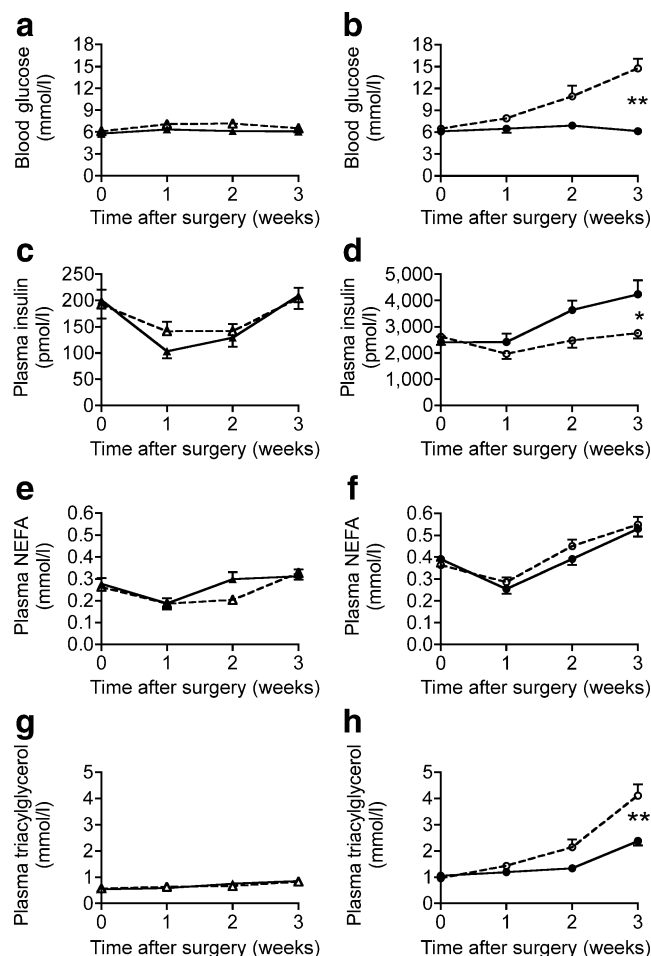 a
b
18
15
12
9
6
3
0
Blood glucose
(mmol/l)
0 1 2 3
Time after surgery (weeks)
18
15
12
9
6
3
0
Blood glucose
(mmol/l)
**
0 1 2 3
Time after surgery (weeks)
c
d
250
200
150
100
50
0
Plasma insulin
(pmol/l)
0 1 2 3
Time after surgery (weeks)
5,000
4,000
3,000
2,000
1,000
0
Plasma insulin
(pmol/l)
*
0 1 2 3
Time after surgery (weeks)
e
f
0.6
0.5
0.4
0.3
0.2
0.1
0.0
Plasma NEFA
(mmol/l)
0 1 2 3
Time after surgery (weeks)
0.6
0.5
0.4
0.3
0.2
0.1
0.0
Plasma NEFA
(mmol/l)
0 1 2 3
Time after surgery (weeks)
g
h
5
4
3
2
1
0
Plasma triacylglycerol
(mmol/l)
0 1 2 3
Time after surgery (weeks)
5
4
3
2
1
0
Plasma triacylglycerol
(mmol/l)
**
0 1 2 3
Time after surgery (weeks)